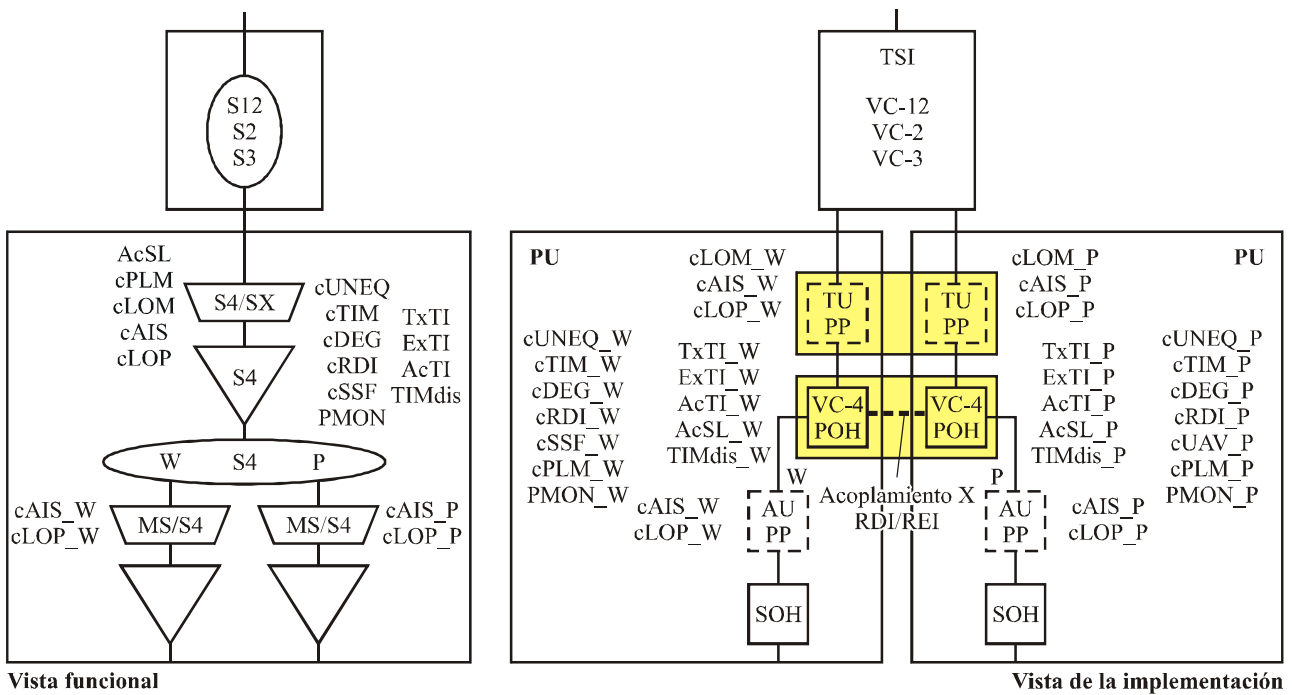 S12
S2
S3
AcSL
cPLM
cLOM
cAIS
cLOP
S4/SX
cUNEQ
cTIM
cDEG
cRDI
cSSF
PMON
TxTI
ExTI
AcTI
TIMdis
S4
W S4 P
cAIS_W
cLOP_W
MS/S4
MS/S4
cAIS_P
cLOP_P
Vista funcional
TSI
VC-12
VC-2
VC-3
PU
cLOM_W
cAIS_W
cLOP_W
TU
PP
TU
PP
cLOM_P
cAIS_P
cLOP_P
PU
cUNEQ_W
cTIM_W
cDEG_W
cRDI_W
cSSF_W
cPLM_W
PMON_W
TxTI_W
ExTI_W
AcTI_W
AcSL_W
TIMdis_W
VC-4
POH
VC-4
POH
TxTI_P
ExTI_P
AcTI_P
AcSL_P
TIMdis_P
cUNEQ_P
cTIM_P
cDEG_P
cRDI_P
cUAV_P
cPLM_P
PMON_P
W
Acoplamiento X
RDI/REI
P
cAIS_W
cLOP_W
AU
PP
AU
PP
cAIS_P
cLOP_P
SOH
SOH
Vista de la implementación